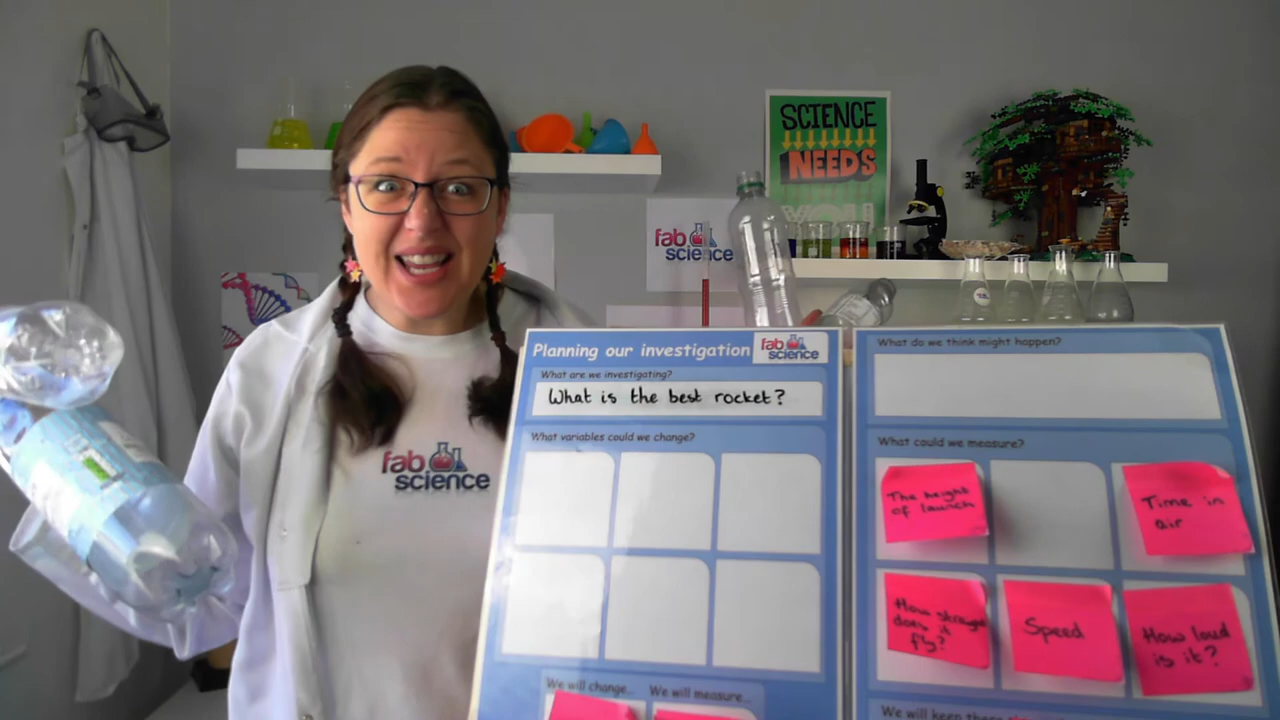 SCIENCE
NEEDS
YOU
fab
science
fab
science
Planning our investigation
fab
science
What are we investigating?
What is the best rocket?
What variables could we change?
We will change...
We will measure...
What do we think might happen?
What could we measure?
The height
of launch
Time in
air
How straight
does it
fly?
Speed
How loud
is it?
We will keep these